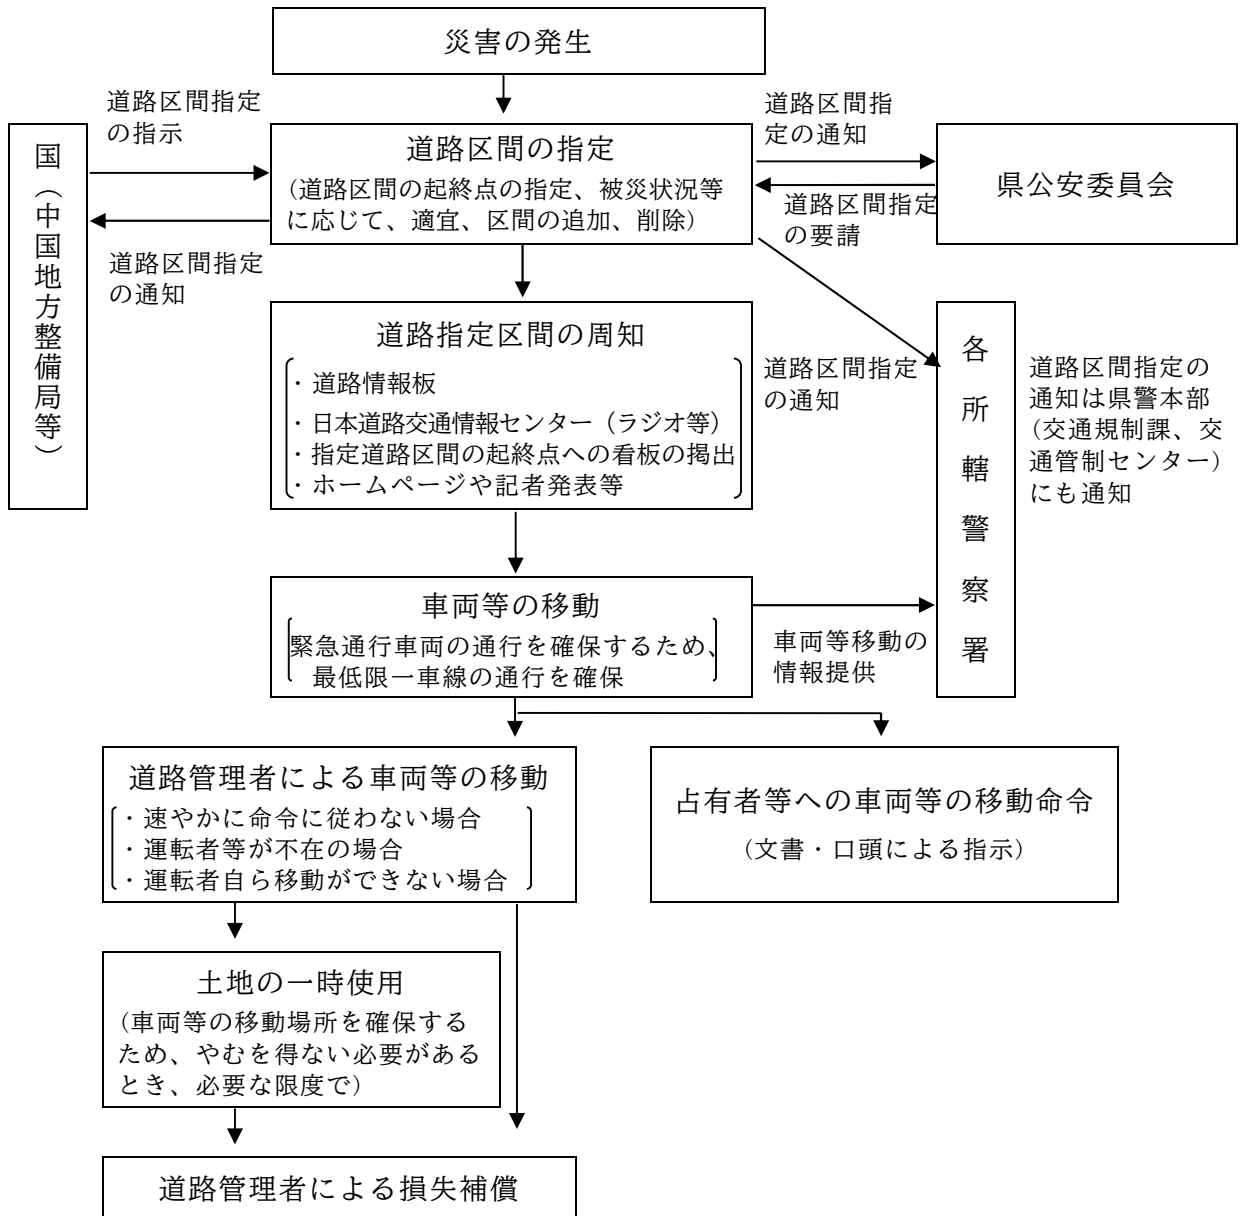 災害の発生
道路区間指定
の指示
道路区間指
定の通知
国（中国地方整備局等）
道路区間の指定
（道路区間の起終点の指定、被災状況等
に応じて、適宜、区間の追加、削除）
県公安委員会
道路区間指定
の要請
道路区間指定
の通知
道路指定区間の周知
・道路情報板
・日本道路交通情報センター（ラジオ等）
・指定道路区間の起終点への看板の掲出
・ホームページや記者発表等
道路区間指定
の通知
各所轄警察署
道路区間指定の
通知は県警本部
（交通規制課、交
通管制センター）
にも通知
車両等の移動
緊急通行車両の通行を確保するため、
最低限一車線の通行を確保
車両等移動の
情報提供
道路管理者による車両等の移動
・速やかに命令に従わない場合
・運転者等が不在の場合
・運転者自ら移動ができない場合
占有者等への車両等の移動命令
（文書・口頭による指示）
土地の一時使用
（車両等の移動場所を確保する
ため、やむを得ない必要がある
とき、必要な限度で）
道路管理者による損失補償